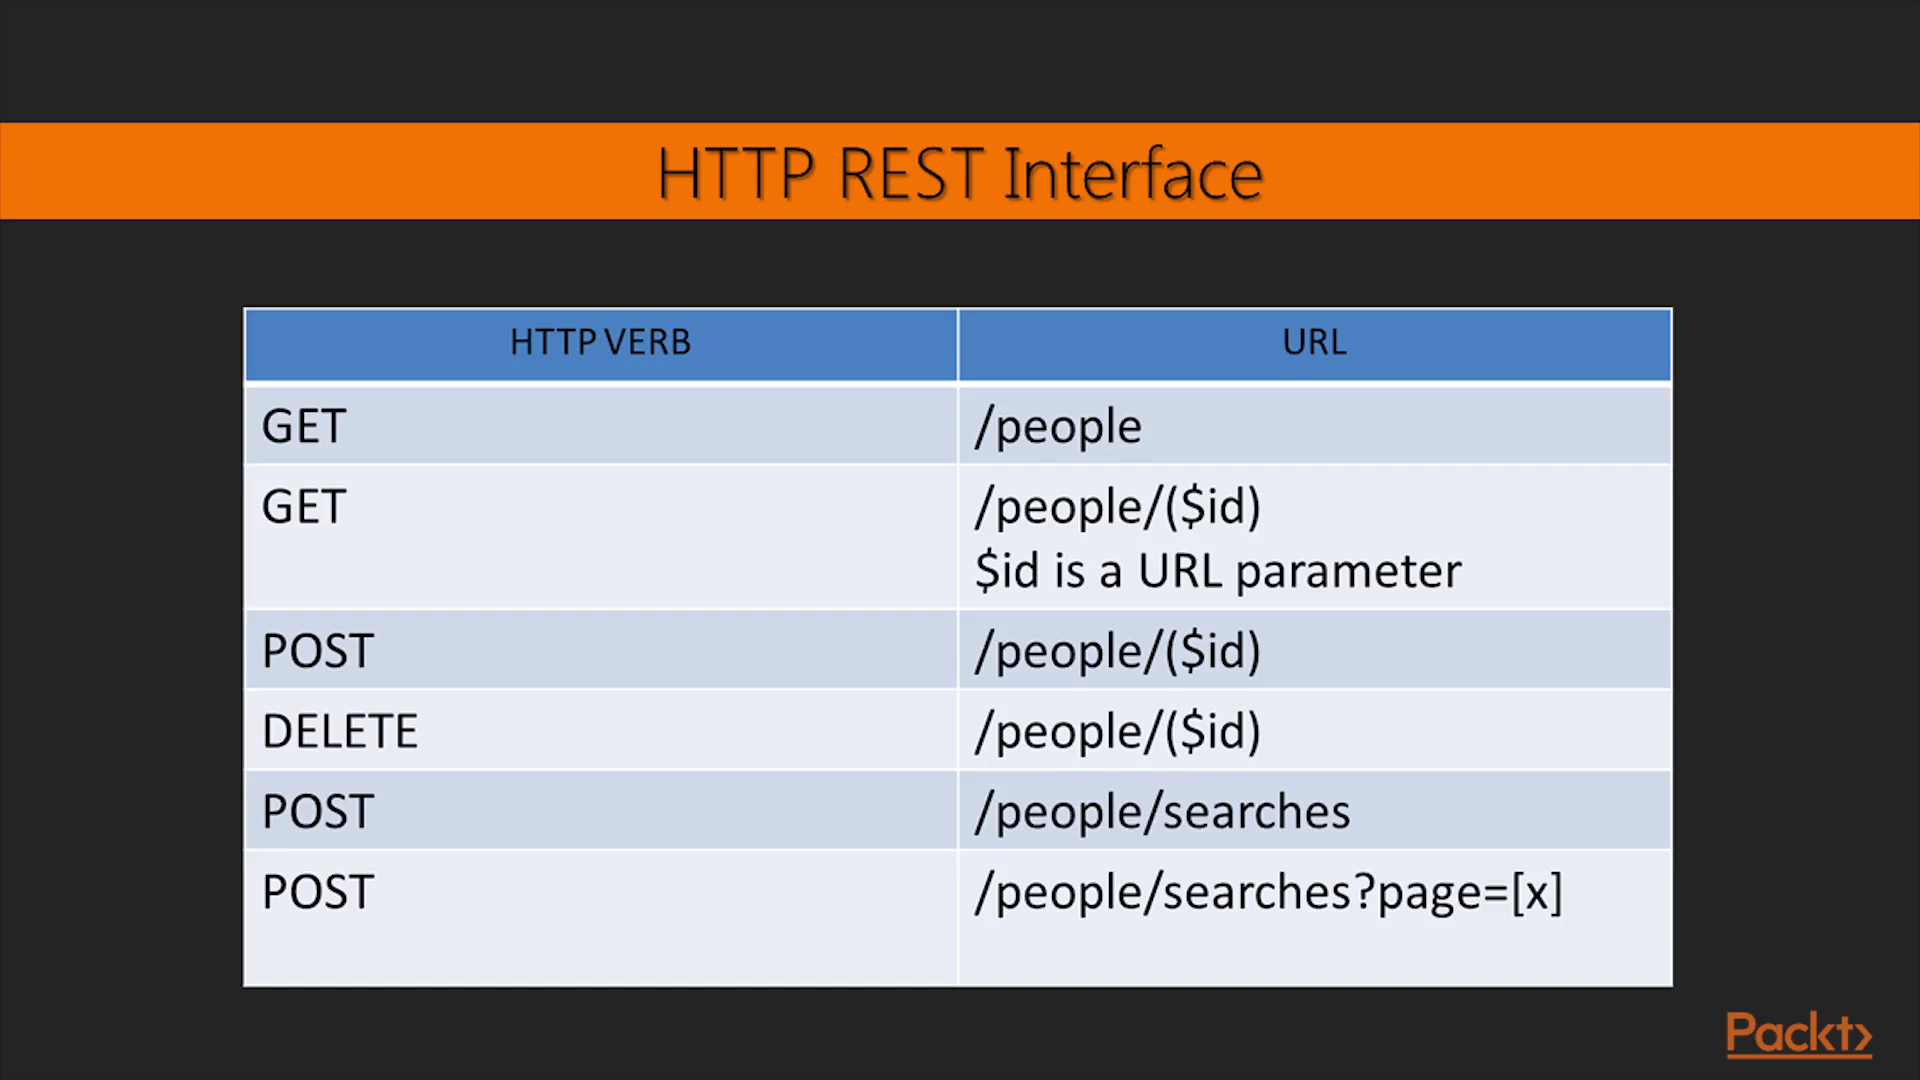 HTTP REST Interface
HTTP VERB URL
GET /people
GET /people/($id)
$id is a URL parameter
POST /people/($id)
DELETE /people/($id)
POST /people/searches
POST /people/searches?page=[x]
Packt>